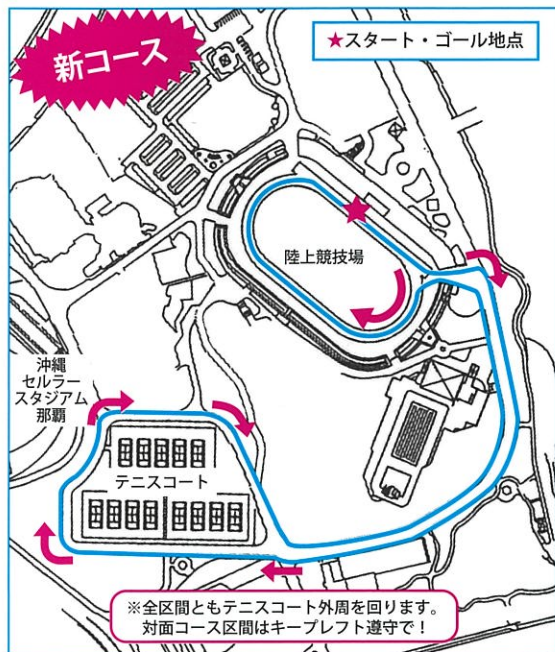 新コース
★スタート・ゴール地点
陸上競技場
沖縄
セルラー
スタジアム
那覇
テニスコート
※全区間ともテニスコート外周を回ります。
対面コース区間はキープレフト遵守で！